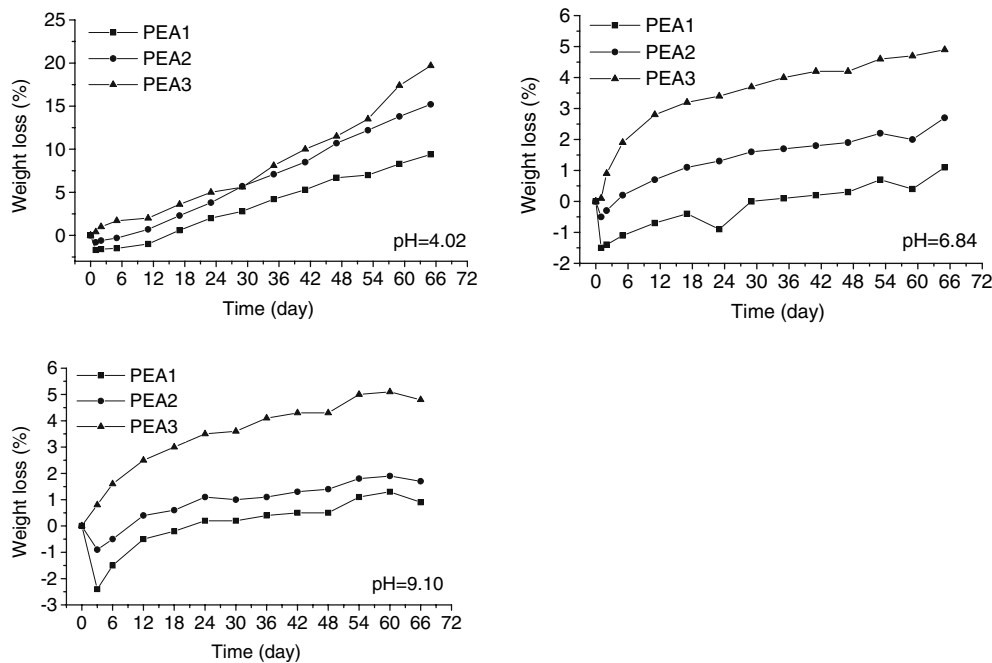 25
20
15
10
5
0
Weight loss (%)
PEA1
PEA2
PEA3
pH=4.02
0 6 12 18 24 30 36 42 48 54 60 66 72
Time (day)
6
5
4
3
2
1
0
-1
-2
Weight loss (%)
PEA1
PEA2
PEA3
pH=6.84
0 6 12 18 24 30 36 42 48 54 60 66 72
Time (day)
6
5
4
3
2
1
0
-1
-2
-3
Weight loss (%)
PEA1
PEA2
PEA3
pH=9.10
0 6 12 18 24 30 36 42 48 54 60 66 72
Time (day)